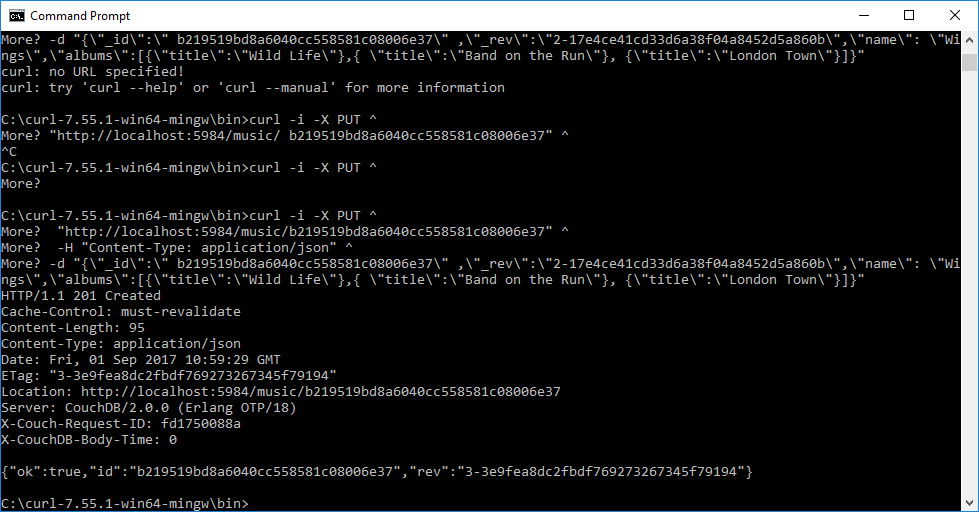 Command Prompt
More? -d "{\"_id\":\" b219519bd8a6040cc558581c08006e37\" ,\"_rev\":\"2-17e4ce41cd33d6a38f04a8452d5a860b\",\"name\": \"Wi
ngs\",\"albums\":[{\"title\":\"Wild Life\"},{ \"title\":\"Band on the Run\"}, {\"title\":\"London Town\"}]}"
curl: no URL specified!
curl: try 'curl --help' or 'curl --manual' for more information
C:\curl-7.55.1-win64-mingw\bin>curl -i -X PUT ^
More? "http://localhost:5984/music/ b219519bd8a6040cc558581c08006e37" ^
^C
C:\curl-7.55.1-win64-mingw\bin>curl -i -X PUT ^
More?
C:\curl-7.55.1-win64-mingw\bin>curl -i -X PUT ^
More?  "http://localhost:5984/music/b219519bd8a6040cc558581c08006e37" ^
More?  -H "Content-Type: application/json" ^
More? -d "{\"_id\":\" b219519bd8a6040cc558581c08006e37\" ,\"_rev\":\"2-17e4ce41cd33d6a38f04a8452d5a860b\",\"name\": \"Wi
ngs\",\"albums\":[{\"title\":\"Wild Life\"},{ \"title\":\"Band on the Run\"}, {\"title\":\"London Town\"}]}"
HTTP/1.1 201 Created
Cache-Control: must-revalidate
Content-Length: 95
Content-Type: application/json
Date: Fri, 01 Sep 2017 10:59:29 GMT
ETag: "3-3e9fea8dc2fbdf769273267345f79194"
Location: http://localhost:5984/music/b219519bd8a6040cc558581c08006e37
Server: CouchDB/2.0.0 (Erlang OTP/18)
X-Couch-Request-ID: fd1750088a
X-CouchDB-Body-Time: 0
{"ok":true,"id":"b219519bd8a6040cc558581c08006e37","rev":"3-3e9fea8dc2fbdf769273267345f79194"}
C:\curl-7.55.1-win64-mingw\bin>